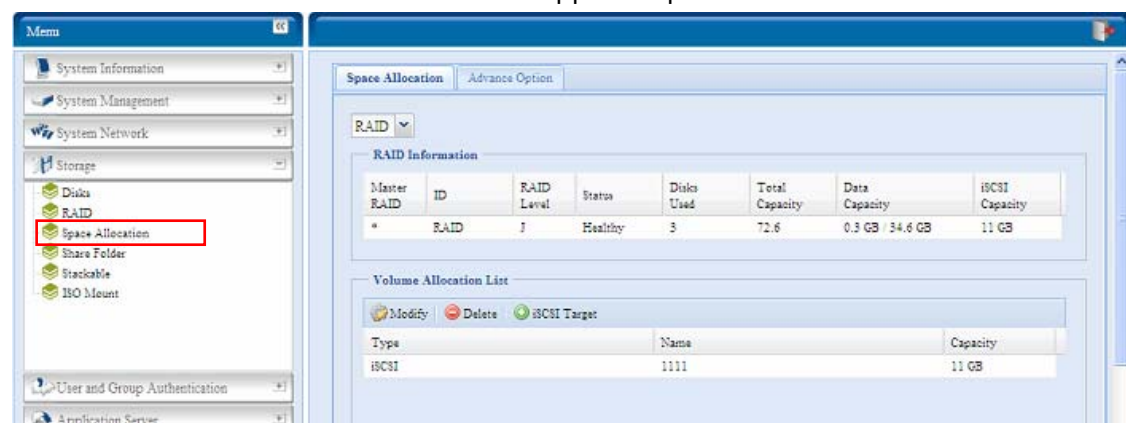 Menu
System Information
System Management
System Network
Storage
Disks
RAID
Space Allocation
Share Folder
Stackable
ISO Mount
User and Group Authentication
Application Server
Space Allocation Advance Option
RAID
RAID Information
Master RAID ID RAID Level Status Disks Used Total Capacity Data Capacity iSCSI Capacity
* RAID J Healthy 3 72.6 0.3 GB / 34.6 GB 11 GB
Volume Allocation List
Modify Delete iSCSI Target
Type Name Capacity
iSCSI 1111 11 GB